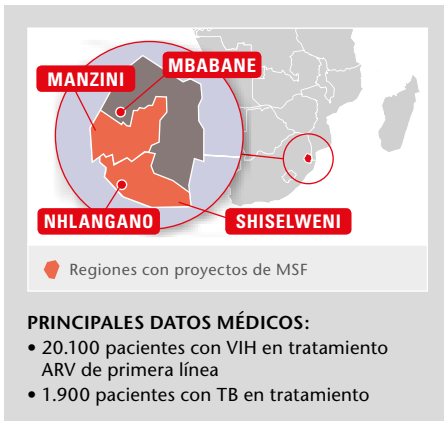 MBABANE
MANZINI
NHLANGANO
SHISELWENI
Regiones con proyectos de MSF
PRINCIPALES DATOS MÉDICOS:
• 20.100 pacientes con VIH en tratamiento
ARV de primera línea
• 1.900 pacientes con TB en tratamiento